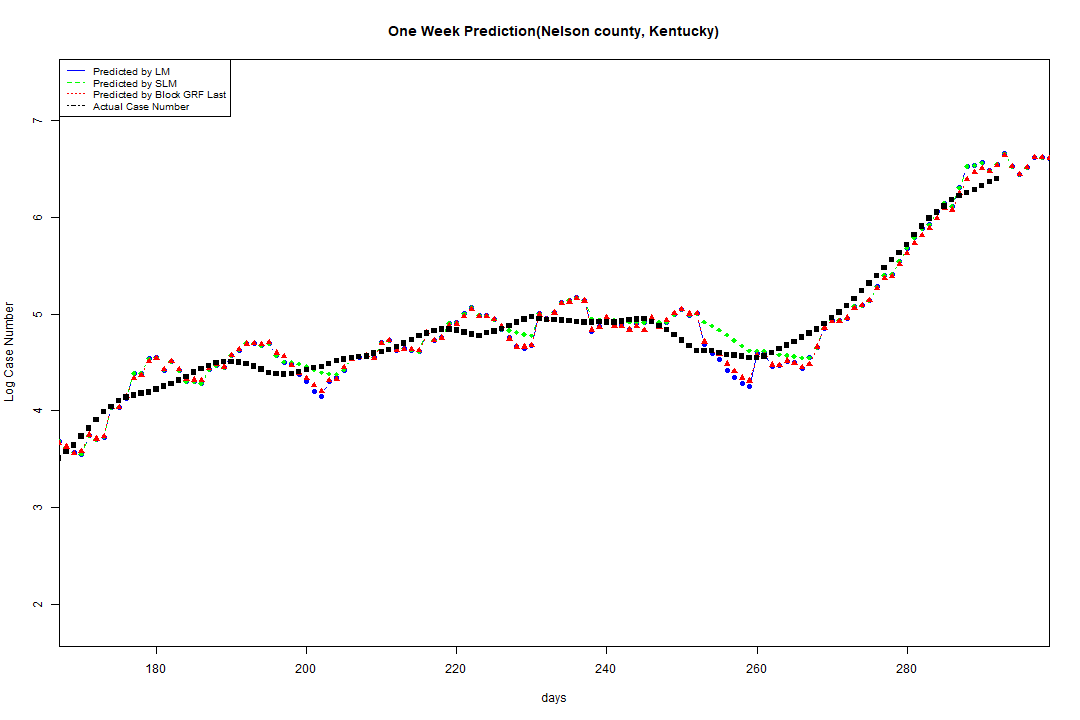 One Week Prediction(Nelson county, Kentucky)
Predicted by LM
Predicted by SLM
Predicted by Block GRF Last
Actual Case Number
Log Case Number
7
6
5
4
3
2
180 200 220 240 260 280
days